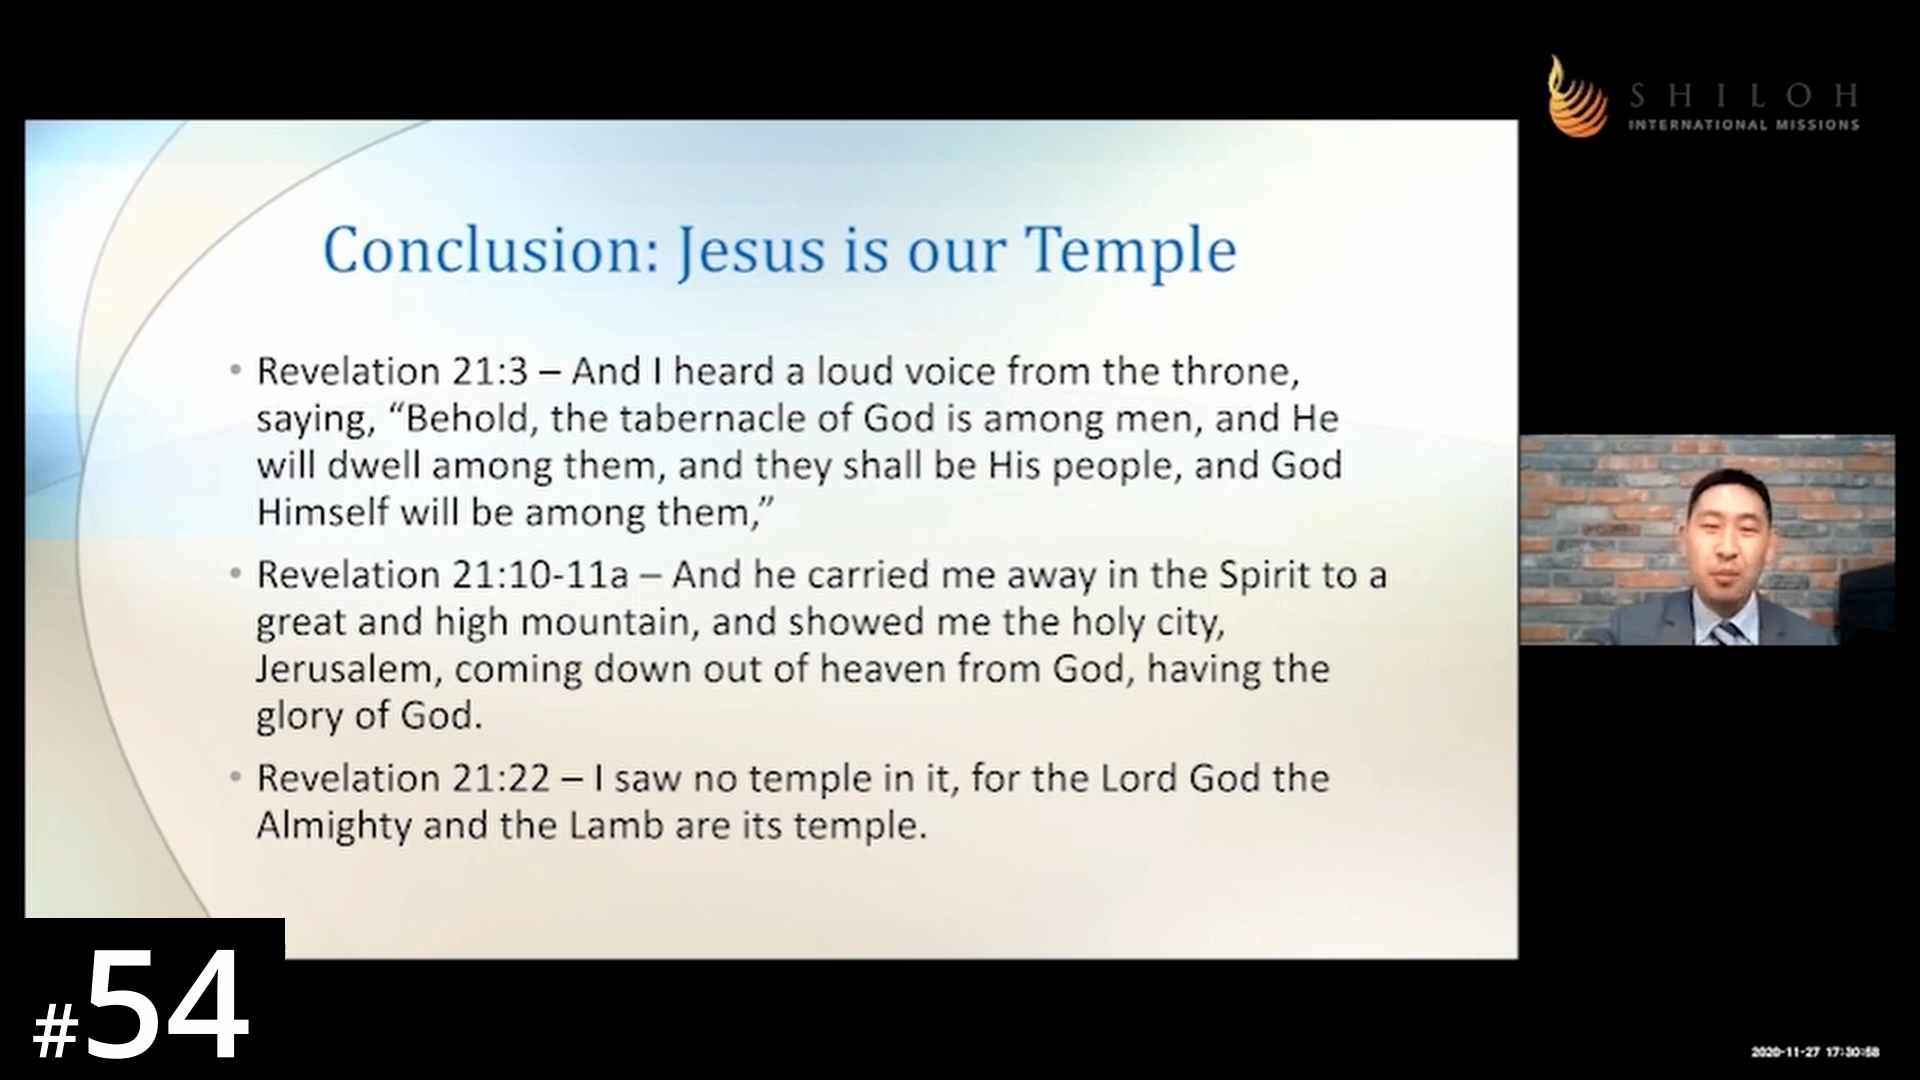 SHILOH
INTERNATIONAL MISSIONS
Conclusion: Jesus is our Temple
• Revelation 21:3 – And I heard a loud voice from the throne,
saying, “Behold, the tabernacle of God is among men, and He
will dwell among them, and they shall be His people, and God
Himself will be among them,”
• Revelation 21:10-11a – And he carried me away in the Spirit to a
great and high mountain, and showed me the holy city,
Jerusalem, coming down out of heaven from God, having the
glory of God.
• Revelation 21:22 – I saw no temple in it, for the Lord God the
Almighty and the Lamb are its temple.
#54
2020-11-27 17:30:58